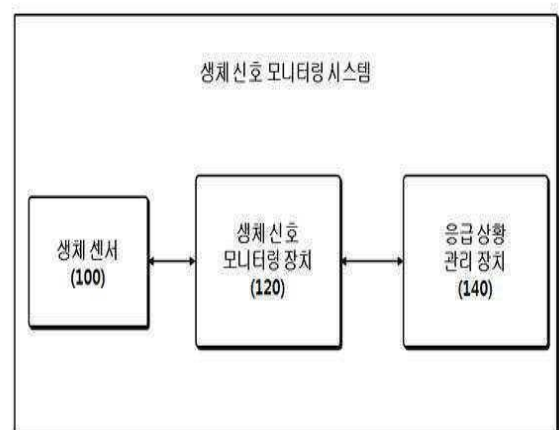 생체 신호 모니터링 시스템
생체 센서
(100)
생체 신호
모니터링 장치
(120)
응급 상황
관리 장치
(140)